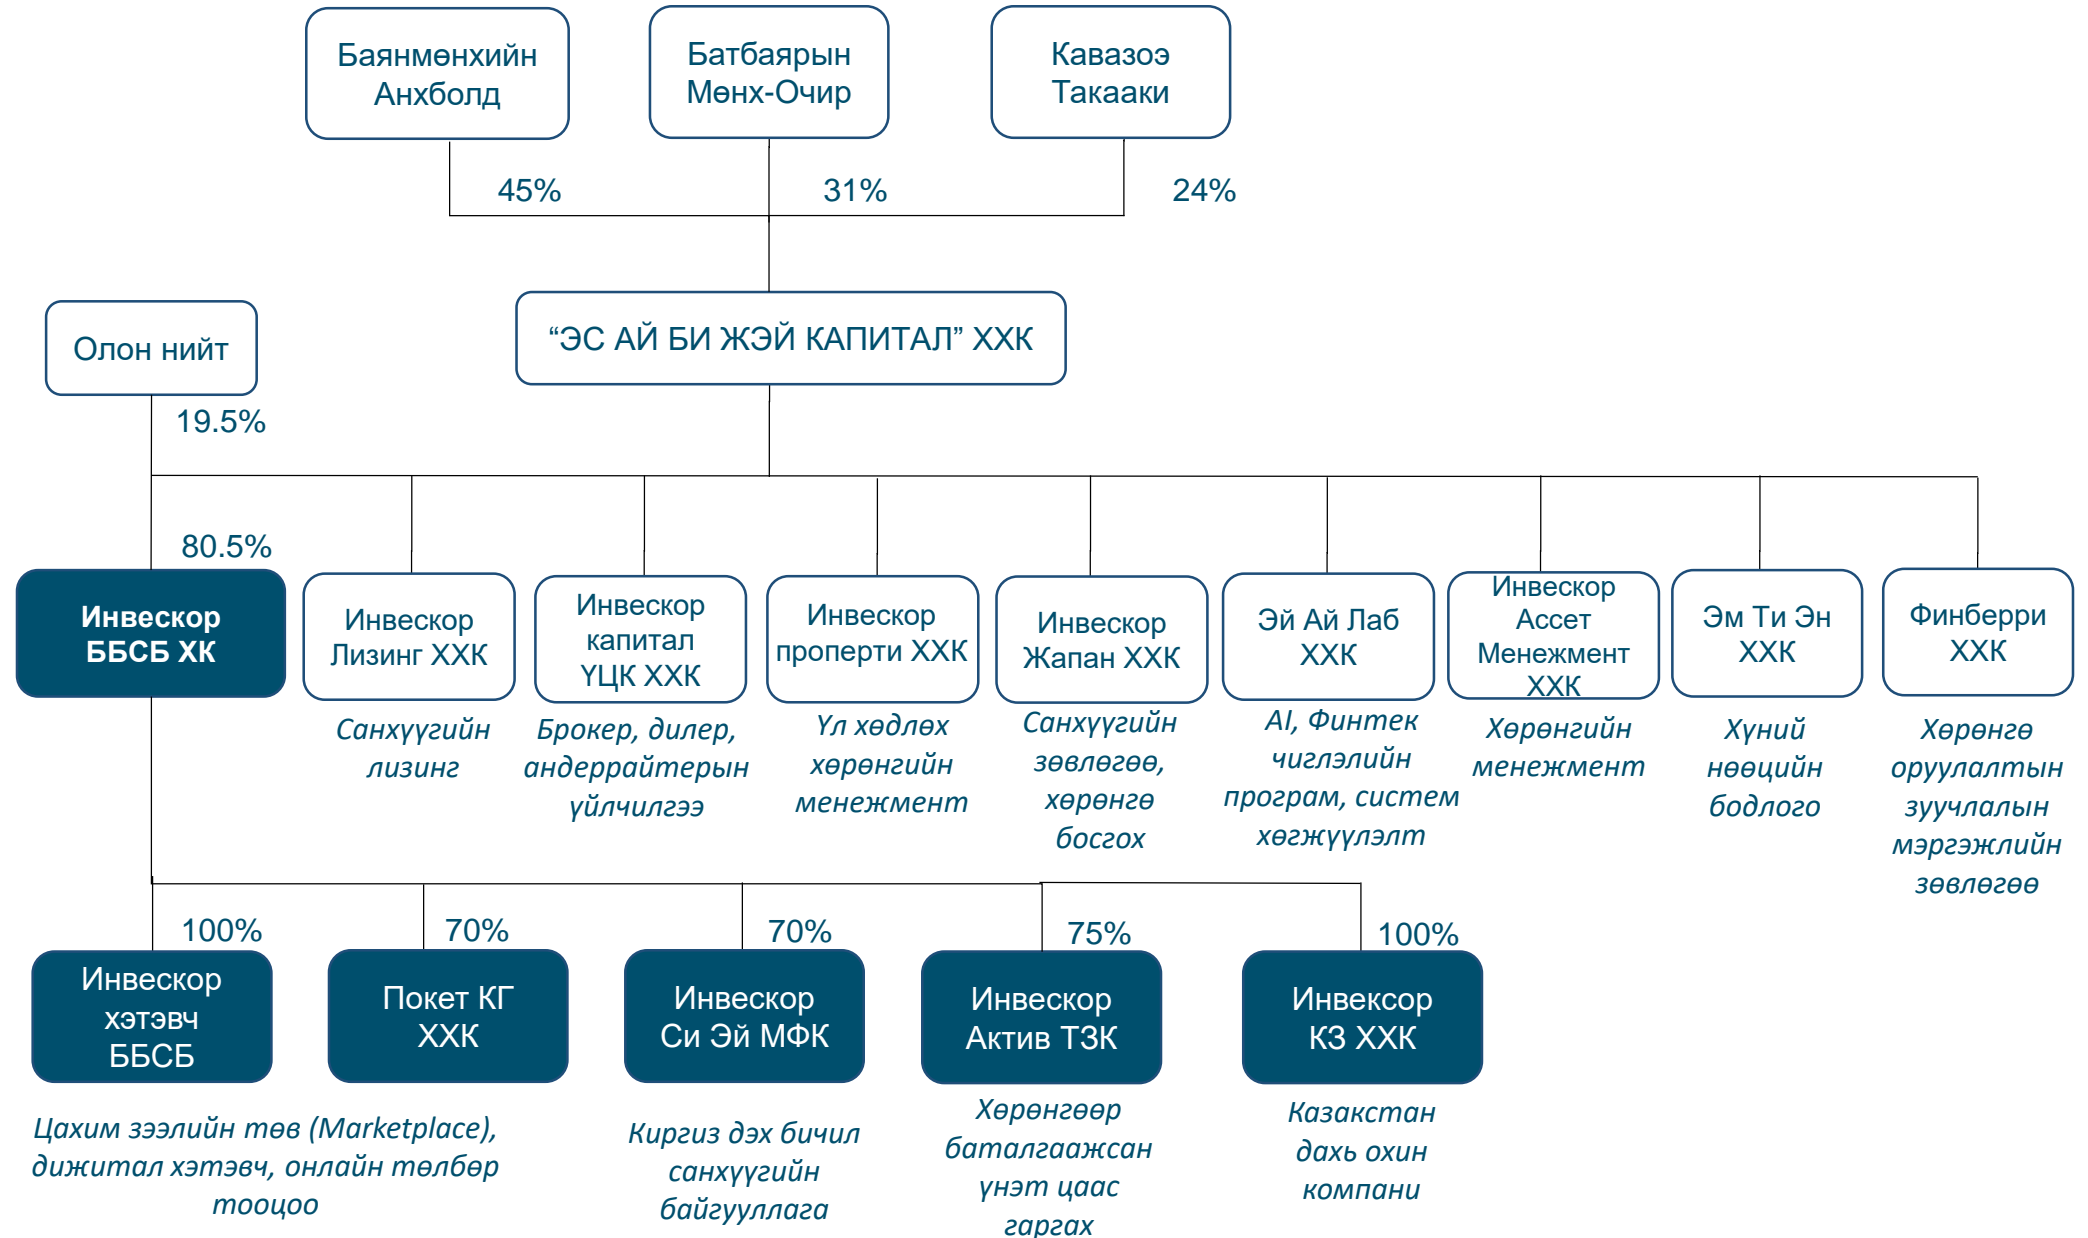 Баянмөнхийн
Анхболд
Батбаярын
Мөнх-Очир
Кавазоэ
Такааки
45%
31%
24%
Олон нийт
“ЭС АЙ БИ ЖЭЙ КАПИТАЛ” ХХК
19.5%
80.5%
Инвескор
ББСБ ХК
Инвескор
Лизинг ХХК
Инвескор
капитал
ҮЦК ХХК
Инвескор
проперти ХХК
Инвескор
Жапан ХХК
Эй Ай Лаб
ХХК
Инвескор
Ассет
Менежмент
ХХК
Эм Ти Эн
ХХК
Финберри
ХХК
Санхүүгийн
лизинг
Брокер, дилер,
андеррайтерын
үйлчилгээ
Үл хөдлөх
хөрөнгийн
менежмент
Санхүүгийн
зөвлөгөө,
хөрөнгө
босгох
AI, Финтек
чиглэлийн
програм, систем
хөгжүүлэлт
Хөрөнгийн
менежмент
Хүний
нөөцийн
бодлого
Хөрөнгө
оруулалтын
зуучлалын
мэргэжлийн
зөвлөгөө
100%
70%
70%
75%
100%
Инвескор
хэтэвч
ББСБ
Покет КГ
ХХК
Инвескор
Си Эй МФК
Инвескор
Актив ТЗК
Инвексор
КЗ ХХК
Цахим зээлийн төв (Marketplace),
дижитал хэтэвч, онлайн төлбөр
тооцоо
Киргиз дэх бичил
санхүүгийн
байгууллага
Хөрөнгөөр
баталгаажсан
үнэт цаас
гаргах
Казакстан
дахь охин
компани